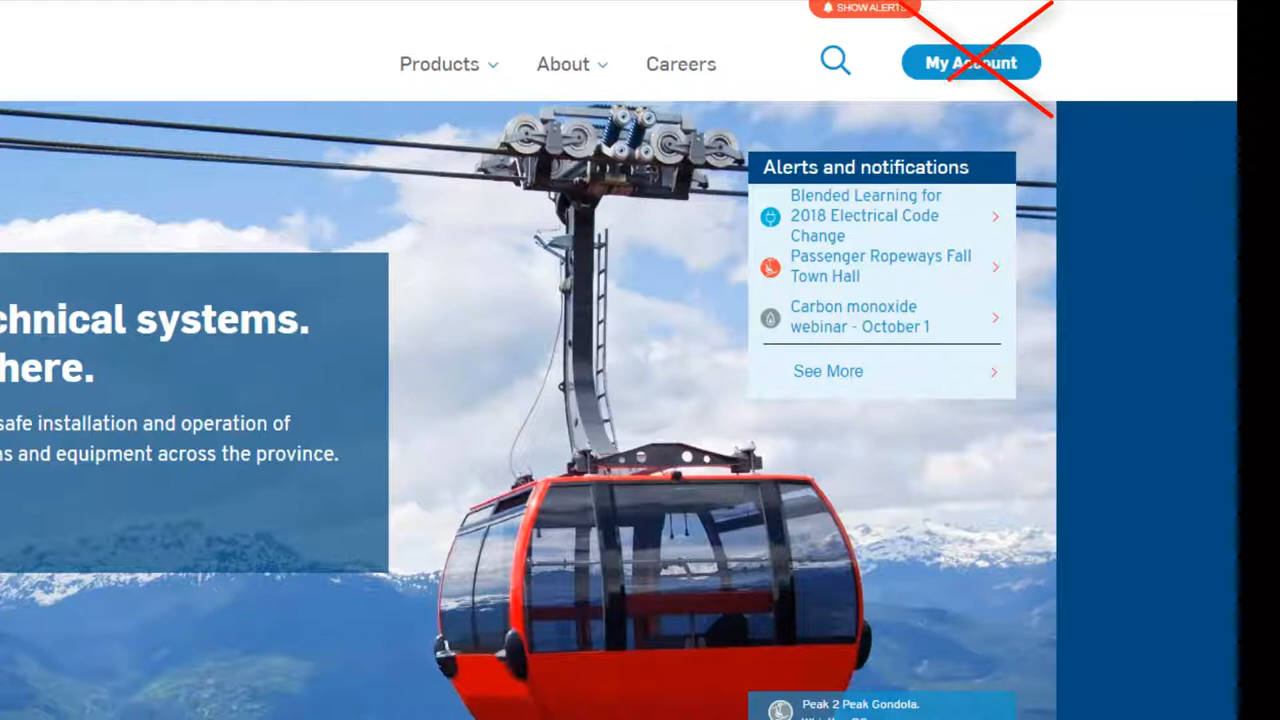 SHOW ALERTS
Products
About
Careers
My Account
Alerts and notifications
Blended Learning for
2018 Electrical Code
Change
Passenger Ropeways Fall
Town Hall
Carbon monoxide
webinar - October 1
See More
chnical systems.
here.
safe installation and operation of
s and equipment across the province.
Peak 2 Peak Gondola.